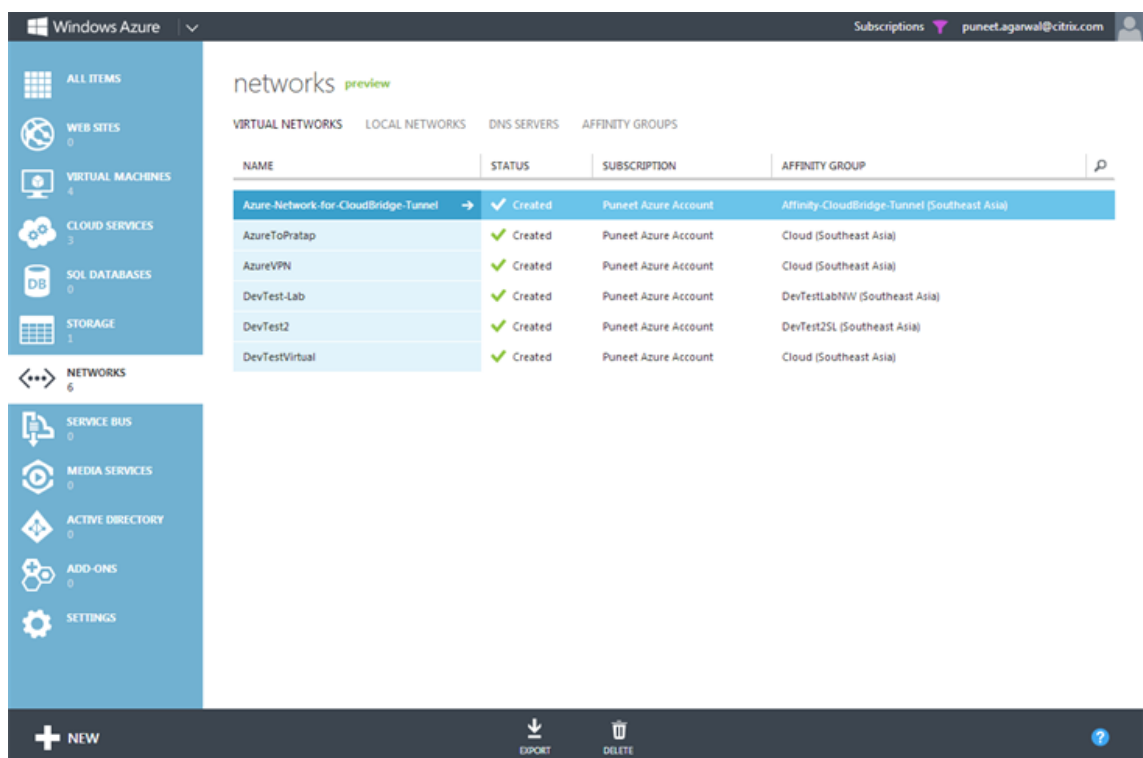 Windows Azure
Subscriptions puneet.agarwal@citrix.com
ALL ITEMS
WEB SITES
0
VIRTUAL MACHINES
4
CLOUD SERVICES
3
SQL DATABASES
0
DB
STORAGE
1
NETWORKS
6
SERVICE BUS
0
MEDIA SERVICES
0
ACTIVE DIRECTORY
0
ADD-ONS
0
SETTINGS
networks preview
VIRTUAL NETWORKS LOCAL NETWORKS DNS SERVERS AFFINITY GROUPS
NAME STATUS SUBSCRIPTION AFFINITY GROUP
Azure-Network-for-CloudBridge-Tunnel Created Puneet Azure Account Affinity-CloudBridge-Tunnel (Southeast Asia)
AzureToPratap Created Puneet Azure Account Cloud (Southeast Asia)
AzureVPN Created Puneet Azure Account Cloud (Southeast Asia)
DevTest-Lab Created Puneet Azure Account DevTestLabNW (Southeast Asia)
DevTest2 Created Puneet Azure Account DevTest2SL (Southeast Asia)
DevTestVirtual Created Puneet Azure Account Cloud (Southeast Asia)
NEW EXPORT DELETE ?